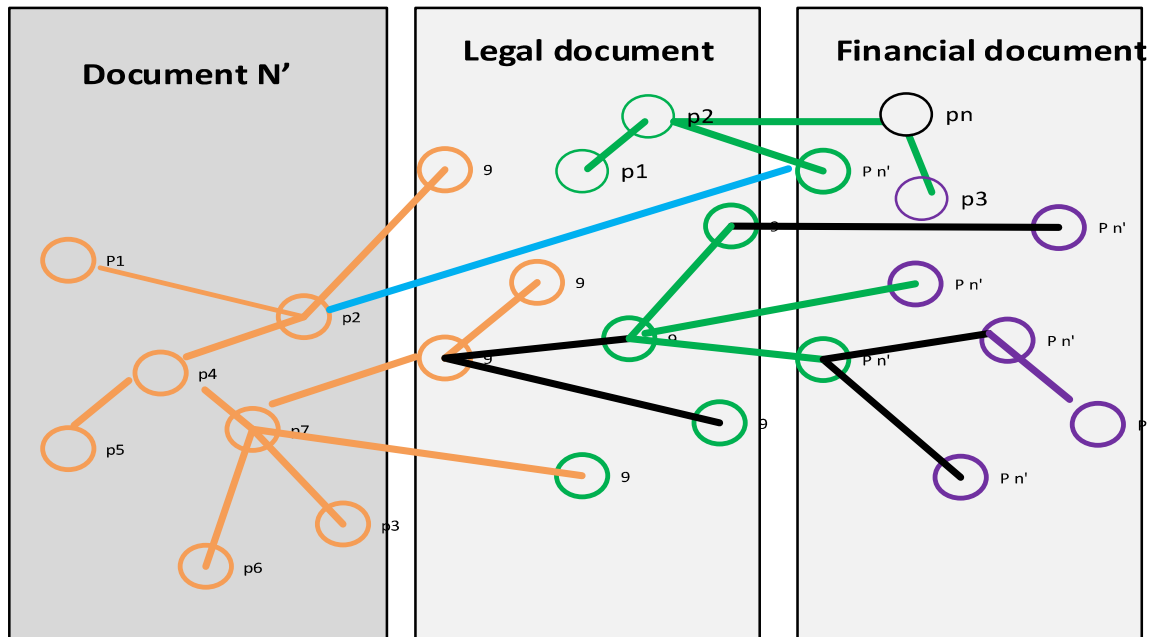 Document N’
Legal document
Financial document
p2
pn
p1
P n'
p3
9
9
P n'
P1
9
P n'
p2
9
P n'
9
P n'
p4
9
P n'
P
p5
p7
9
P n'
p3
p6